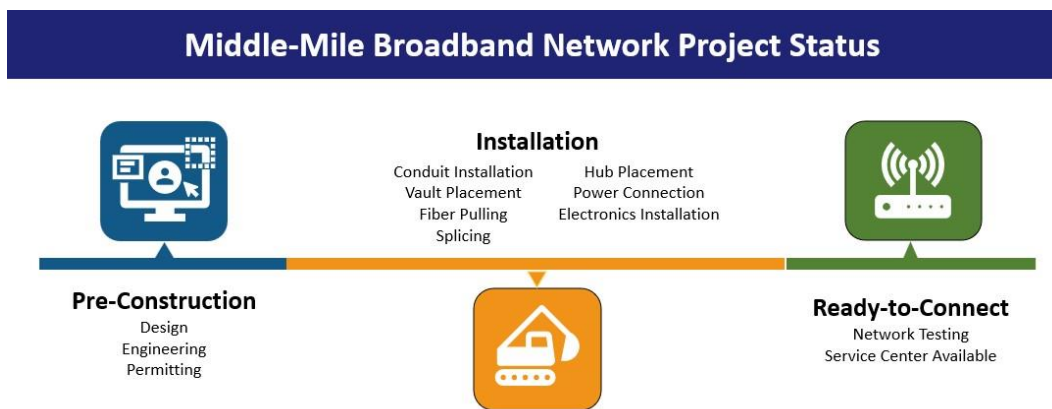 Middle-Mile Broadband Network Project Status
Installation
Conduit Installation
Vault Placement
Fiber Pulling
Splicing
Hub Placement
Power Connection
Electronics Installation
Pre-Construction
Design
Engineering
Permitting
Ready-to-Connect
Network Testing
Service Center Available